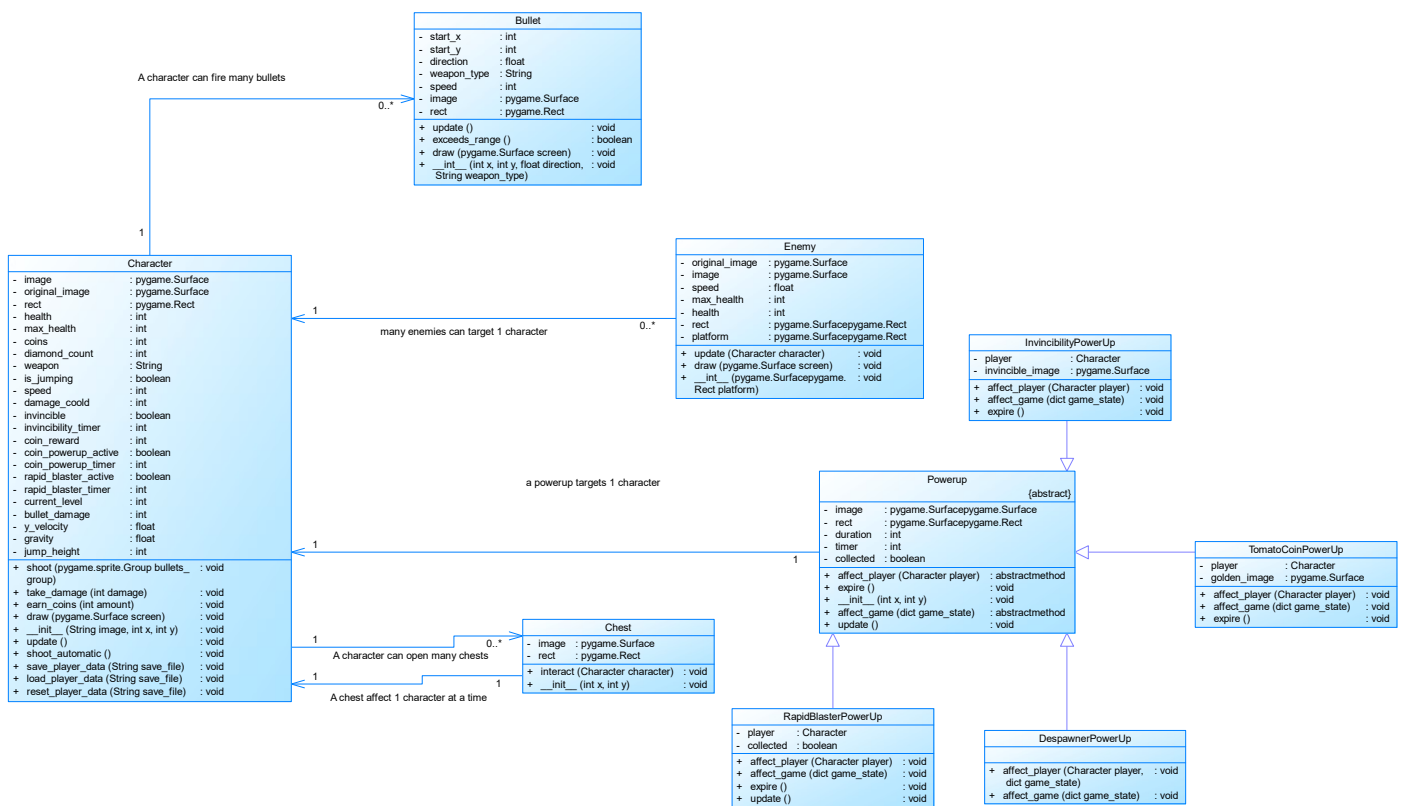 Bullet
- start_x : int
- start_y : int
- direction : float
- weapon_type : String
- speed : int
- image : pygame.Surface
- rect : pygame.Rect
+ update () : void
+ exceeds_range () : boolean
+ draw (pygame.Surface screen) : void
+ __int__ (int x, int y, float direction, : void
String weapon_type)
A character can fire many bullets
0..*
1
Character
- image : pygame.Surface
- original_image : pygame.Surface
- rect : pygame.Rect
- health : int
- max_health : int
- coins : int
- diamond_count : int
- weapon : String
- is_jumping : boolean
- speed : int
- damage_coold : int
- invincible : boolean
- invincibility_timer : int
- coin_reward : int
- coin_powerup_active : boolean
- coin_powerup_timer : int
- rapid_blaster_active : boolean
- rapid_blaster_timer : int
- current_level : int
- bullet_damage : int
- y_velocity : float
- gravity : float
- jump_height : int
+ shoot (pygame.sprite.Group bullets_ : void
group)
+ take_damage (int damage) : void
+ earn_coins (int amount) : void
+ draw (pygame.Surface screen) : void
+ __init__ (String image, int x, int y) : void
+ update () : void
+ shoot_automatic () : void
+ save_player_data (String save_file) : void
+ load_player_data (String save_file) : void
+ reset_player_data (String save_file) : void
Enemy
- original_image : pygame.Surface
- image : pygame.Surface
- speed : float
- max_health : int
- health : int
- rect : pygame.Surfacepygame.Rect
- platform : pygame.Surfacepygame.Rect
+ update (Character character) : void
+ draw (pygame.Surface screen) : void
+ __int__ (pygame.Surfacepygame. : void
Rect platform)
1
many enemies can target 1 character
0..*
InvincibilityPowerUp
- player : Character
- invincible_image : pygame.Surface
+ affect_player (Character player) : void
+ affect_game (dict game_state) : void
+ expire () : void
a powerup targets 1 character
1
1
Powerup
{abstract}
- image : pygame.Surfacepygame.Surface
- rect : pygame.Surfacepygame.Rect
- duration : int
- timer : int
- collected : boolean
+ affect_player (Character player) : abstractmethod
+ expire () : void
+ __init__ (int x, int y) : void
+ affect_game (dict game_state) : abstractmethod
+ update () : void
TomatoCoinPowerUp
- player : Character
- golden_image : pygame.Surface
+ affect_player (Character player) : void
+ affect_game (dict game_state) : void
+ expire () : void
1
0..*
A character can open many chests
1
1
A chest affect 1 character at a time
Chest
- image : pygame.Surface
- rect : pygame.Rect
+ interact (Character character) : void
+ __init__ (int x, int y) : void
RapidBlasterPowerUp
- player : Character
- collected : boolean
+ affect_player (Character player) : void
+ affect_game (dict game_state) : void
+ expire () : void
+ update () : void
DespawnerPowerUp
+ affect_player (Character player, : void
dict game_state)
+ affect_game (dict game_state) : void